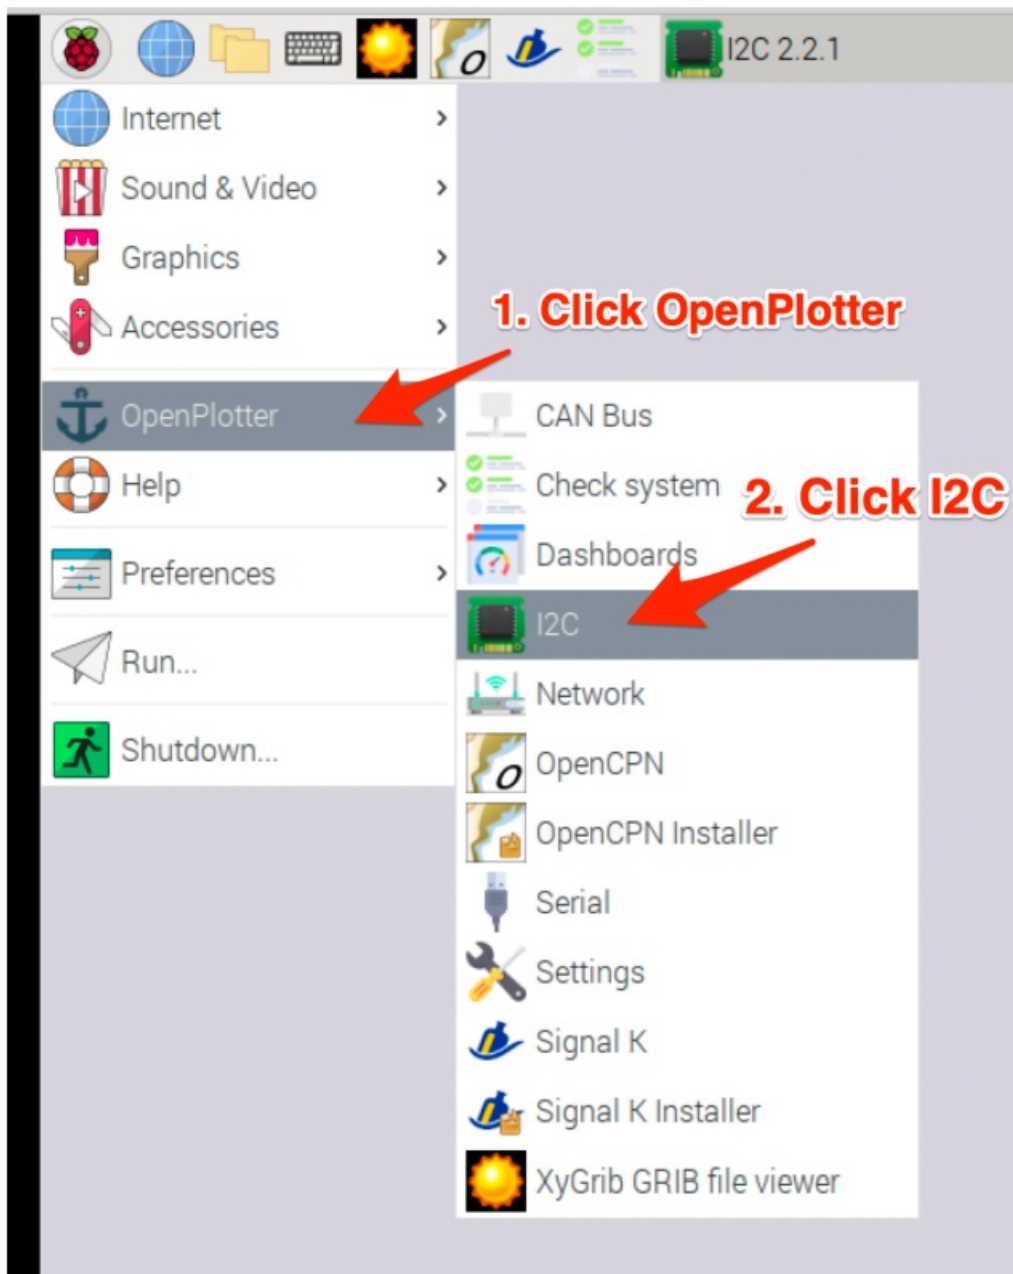 I2C 2.2.1
Internet
Sound & Video
Graphics
Accessories
1. Click OpenPlotter
OpenPlotter
Help
Preferences
Run...
Shutdown...
CAN Bus
Check system
2. Click I2C
Dashboards
I2C
Network
OpenCPN
OpenCPN Installer
Serial
Settings
Signal K
Signal K Installer
XyGrib GRIB file viewer